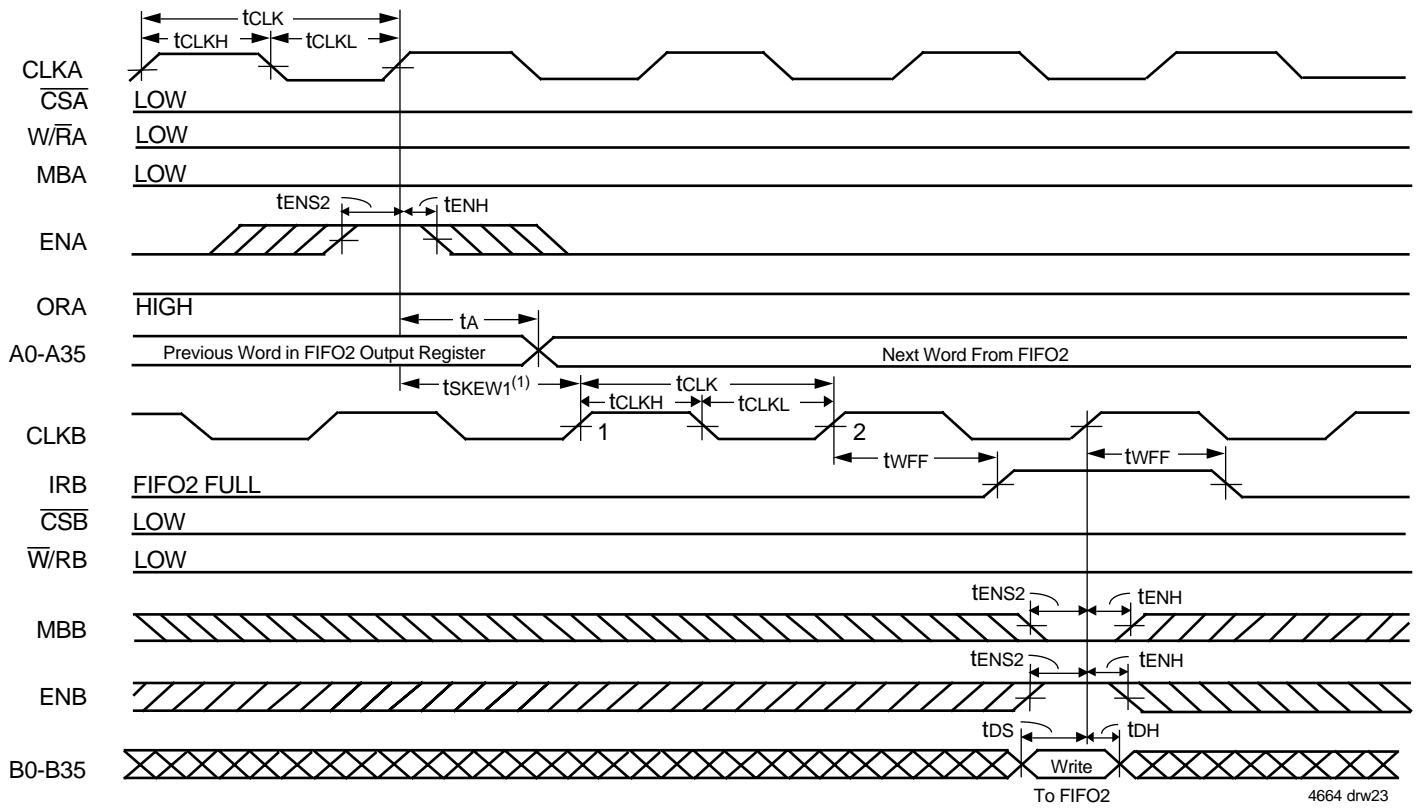 tCLK
tCLKH tCLKL
CLKA
CSA LOW
W/RA LOW
MBA LOW
tENS2 tENH
ENA
ORA HIGH
tA
A0-A35 Previous Word in FIFO2 Output Register Next Word From FIFO2
tSKEW1(1) tCLK
tCLKH tCLKL
CLKB 1 2
tWFF tWFF
IRB FIFO2 FULL
CSB LOW
W/RB LOW
tENS2 tENH
MBB
tENS2 tENH
ENB
tDS tDH
B0-B35 Write
To FIFO2 4664 drw23